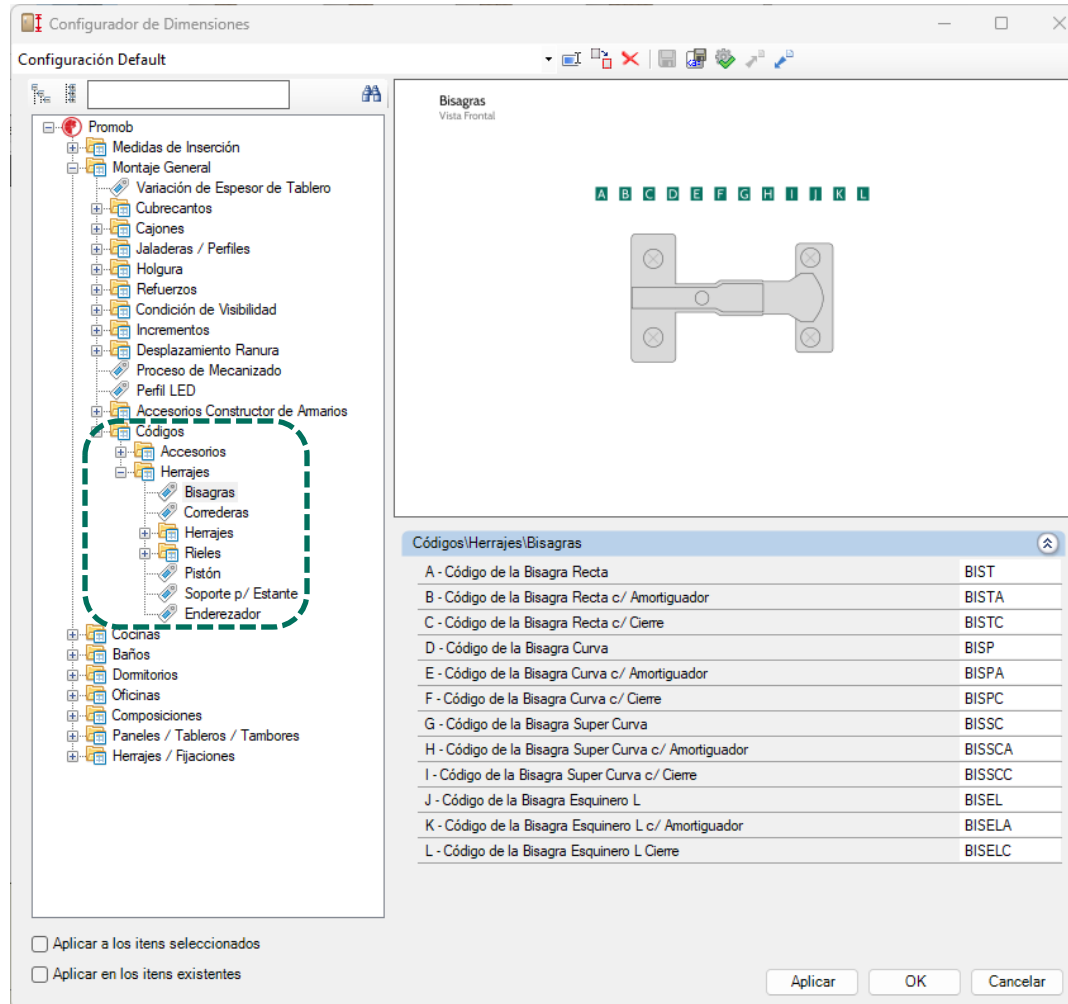 Configurador de Dimensiones
Configuración Default
Promob
Medidas de Inserción
Montaje General
Variación de Espesor de Tablero
Cubrecantos
Cajones
Jaladeras / Perfiles
Holgura
Refuerzos
Condición de Visibilidad
Incrementos
Desplazamiento Ranura
Proceso de Mecanizado
Perfil LED
Accesorios Constructor de Armarios
Códigos
Accesorios
Herrajes
Bisagras
Correderas
Herrajes
Rieles
Pistón
Soporte p/ Estante
Enderezador
Cocinas
Baños
Dormitorios
Oficinas
Composiciones
Paneles / Tableros / Tambores
Herrajes / Fijaciones
Aplicar a los itens seleccionados
Aplicar en los itens existentes
Bisagras
Vista Frontal
A B C D E F G H I J K L
Códigos\Herrajes\Bisagras
A - Código de la Bisagra Recta BIST
B - Código de la Bisagra Recta c/ Amortiguador BISTA
C - Código de la Bisagra Recta c/ Cierre BISTC
D - Código de la Bisagra Curva BISP
E - Código de la Bisagra Curva c/ Amortiguador BISPA
F - Código de la Bisagra Curva c/ Cierre BISPC
G - Código de la Bisagra Super Curva BISSC
H - Código de la Bisagra Super Curva c/ Amortiguador BISSCA
I - Código de la Bisagra Super Curva c/ Cierre BISSCC
J - Código de la Bisagra Esquinero L BISEL
K - Código de la Bisagra Esquinero L c/ Amortiguador BISELA
L - Código de la Bisagra Esquinero L Cierre BISELC
Aplicar OK Cancelar